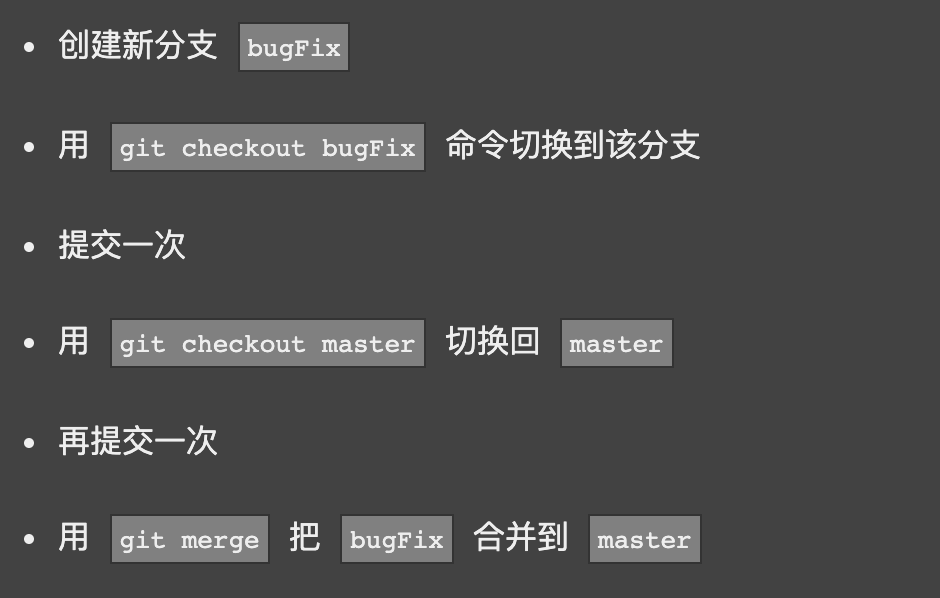 • 创建新分支 bugFix
• 用 git checkout bugFix 命令切换到该分支
• 提交一次
• 用 git checkout master 切换回 master
• 再提交一次
• 用 git merge 把 bugFix 合并到 master